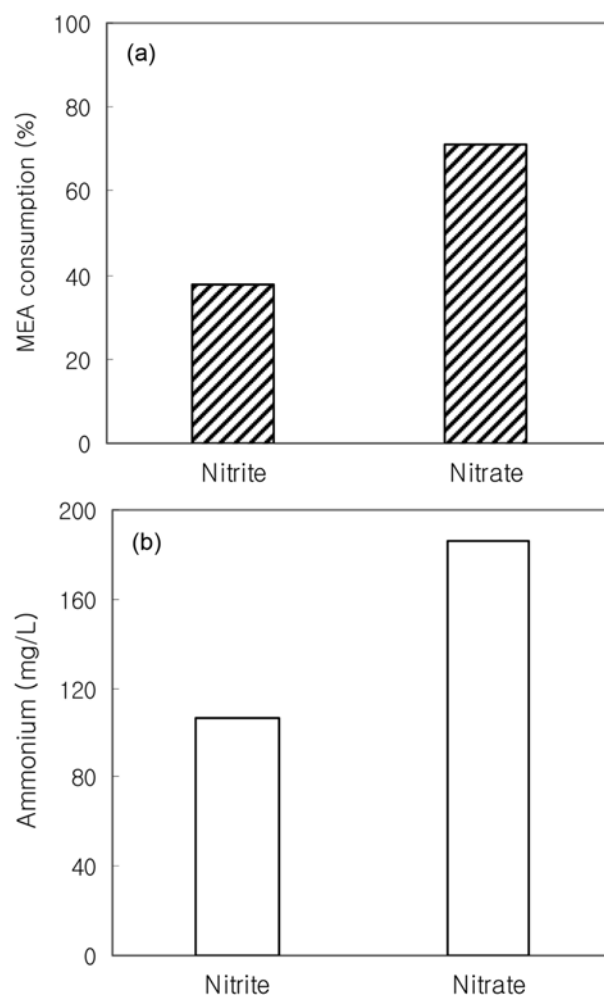 (a)
MEA consumption (%)
100
80
60
40
20
0
Nitrite Nitrate
(b)
Ammonium (mg/L)
200
160
120
80
40
0
Nitrite Nitrate